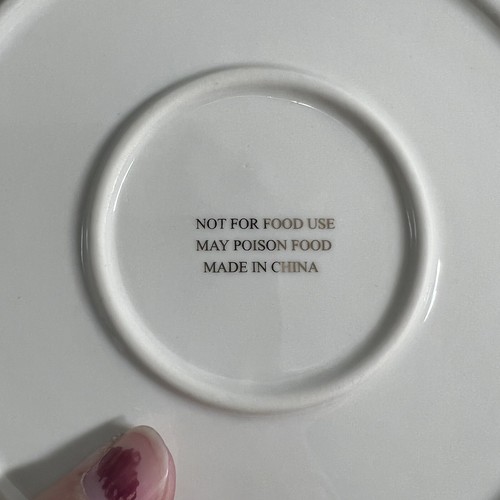 NOT FOR FOOD USE
MAY POISON FOOD
MADE IN CHINA